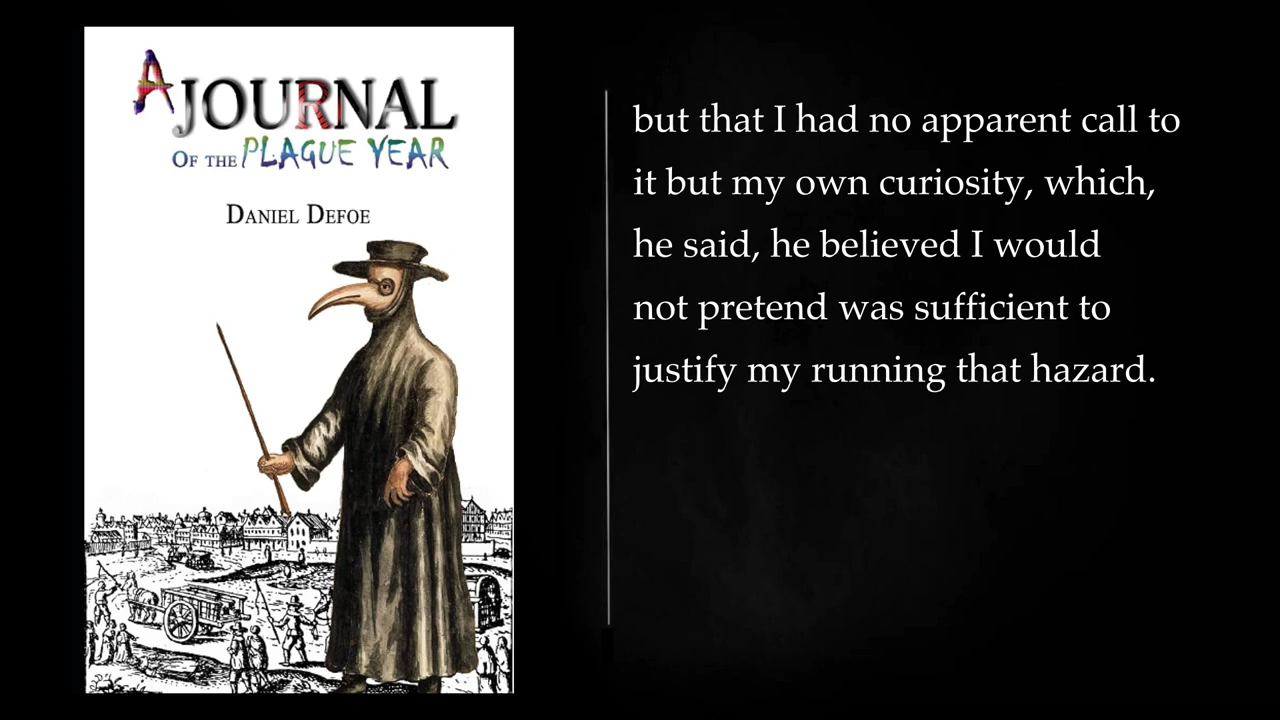 A JOURNAL
OF THE PLAGUE YEAR
DANIEL DEFOE
but that I had no apparent call to
it but my own curiosity, which,
he said, he believed I would
not pretend was sufficient to
justify my running that hazard.